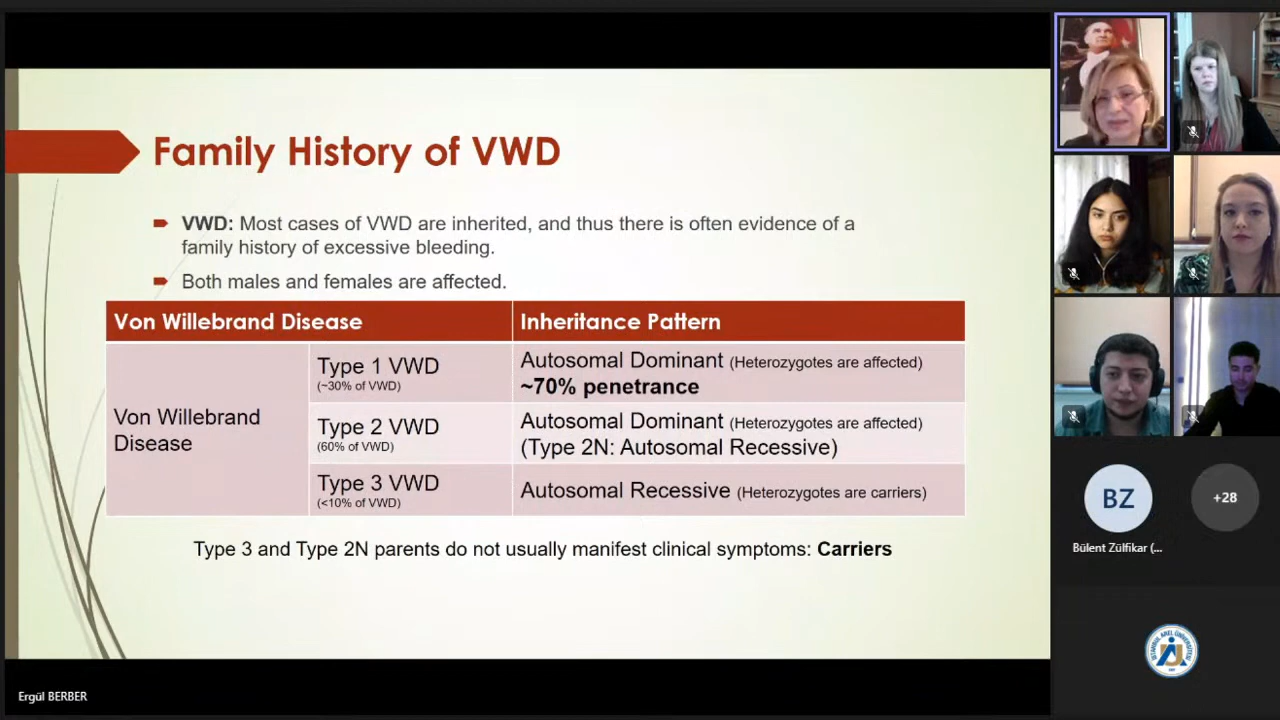 Family History of VWD
VWD: Most cases of VWD are inherited, and thus there is often evidence of a
family history of excessive bleeding.
Both males and females are affected.
Von Willebrand Disease
Inheritance Pattern
Von Willebrand
Disease
Type 1 VWD
(~30% of VWD)
Autosomal Dominant (Heterozygotes are affected)
~70% penetrance
Type 2 VWD
(60% of VWD)
Autosomal Dominant (Heterozygotes are affected)
(Type 2N: Autosomal Recessive)
Type 3 VWD
(<10% of VWD)
Autosomal Recessive (Heterozygotes are carriers)
Type 3 and Type 2N parents do not usually manifest clinical symptoms: Carriers
Ergül BERBER
BZ
+28
Bülent Zülfikar (...
İSTANBUL AREL ÜNİVERSİTESİ